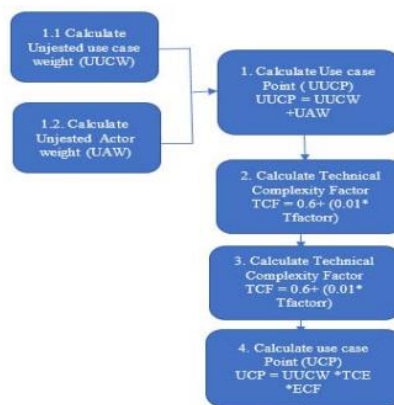 1.1 Calculate
Unjested use case
weight (UUCW)
1.2. Calculate
Unjested Actor
weight (UAW)
1. Calculate Use case
Point ( UUCP)
UUCP = UUCW
+UAW
2. Calculate Technical
Complexity Factor
TCF = 0.6+ (0.01*
Tfactorr)
3. Calculate Technical
Complexity Factor
TCF = 0.6+ (0.01*
Tfactorr)
4. Calculate use case
Point (UCP)
UCP = UUCW *TCE
*ECF